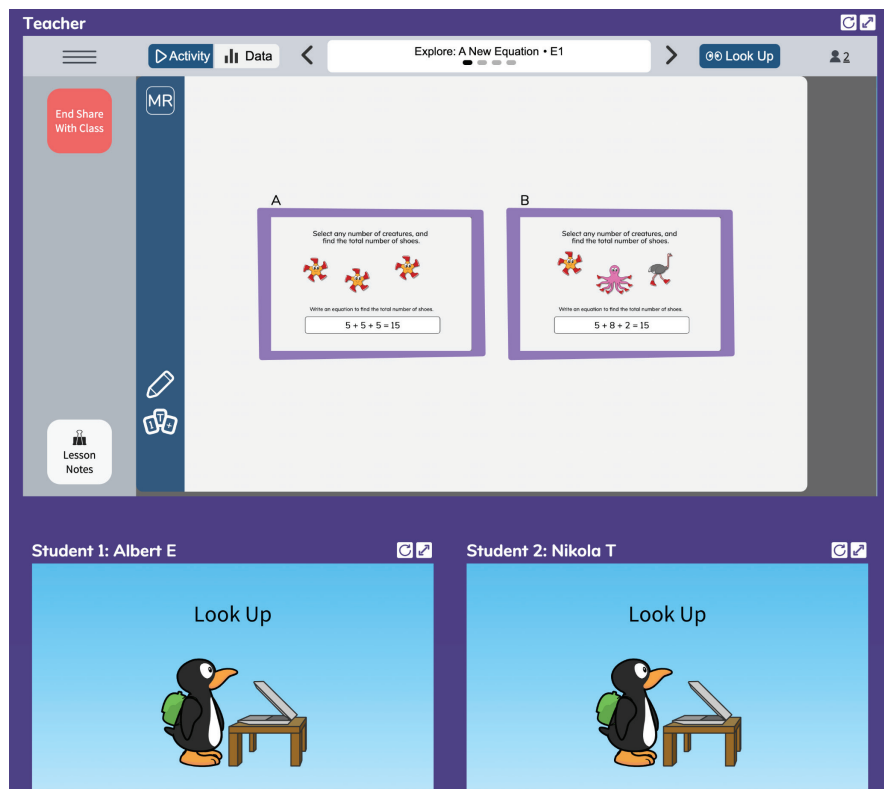 Teacher
Activity
Data
Explore: A New Equation • E1
Look Up
2
End Share
With Class
MR
A
Select any number of creatures, and
find the total number of shoes.
Write an equation to find the total number of shoes.
5 + 5 + 5 = 15
B
Select any number of creatures, and
find the total number of shoes.
Write an equation to find the total number of shoes.
5 + 8 + 2 = 15
1 T +
Lesson
Notes
Student 1: Albert E
Look Up
Student 2: Nikola T
Look Up